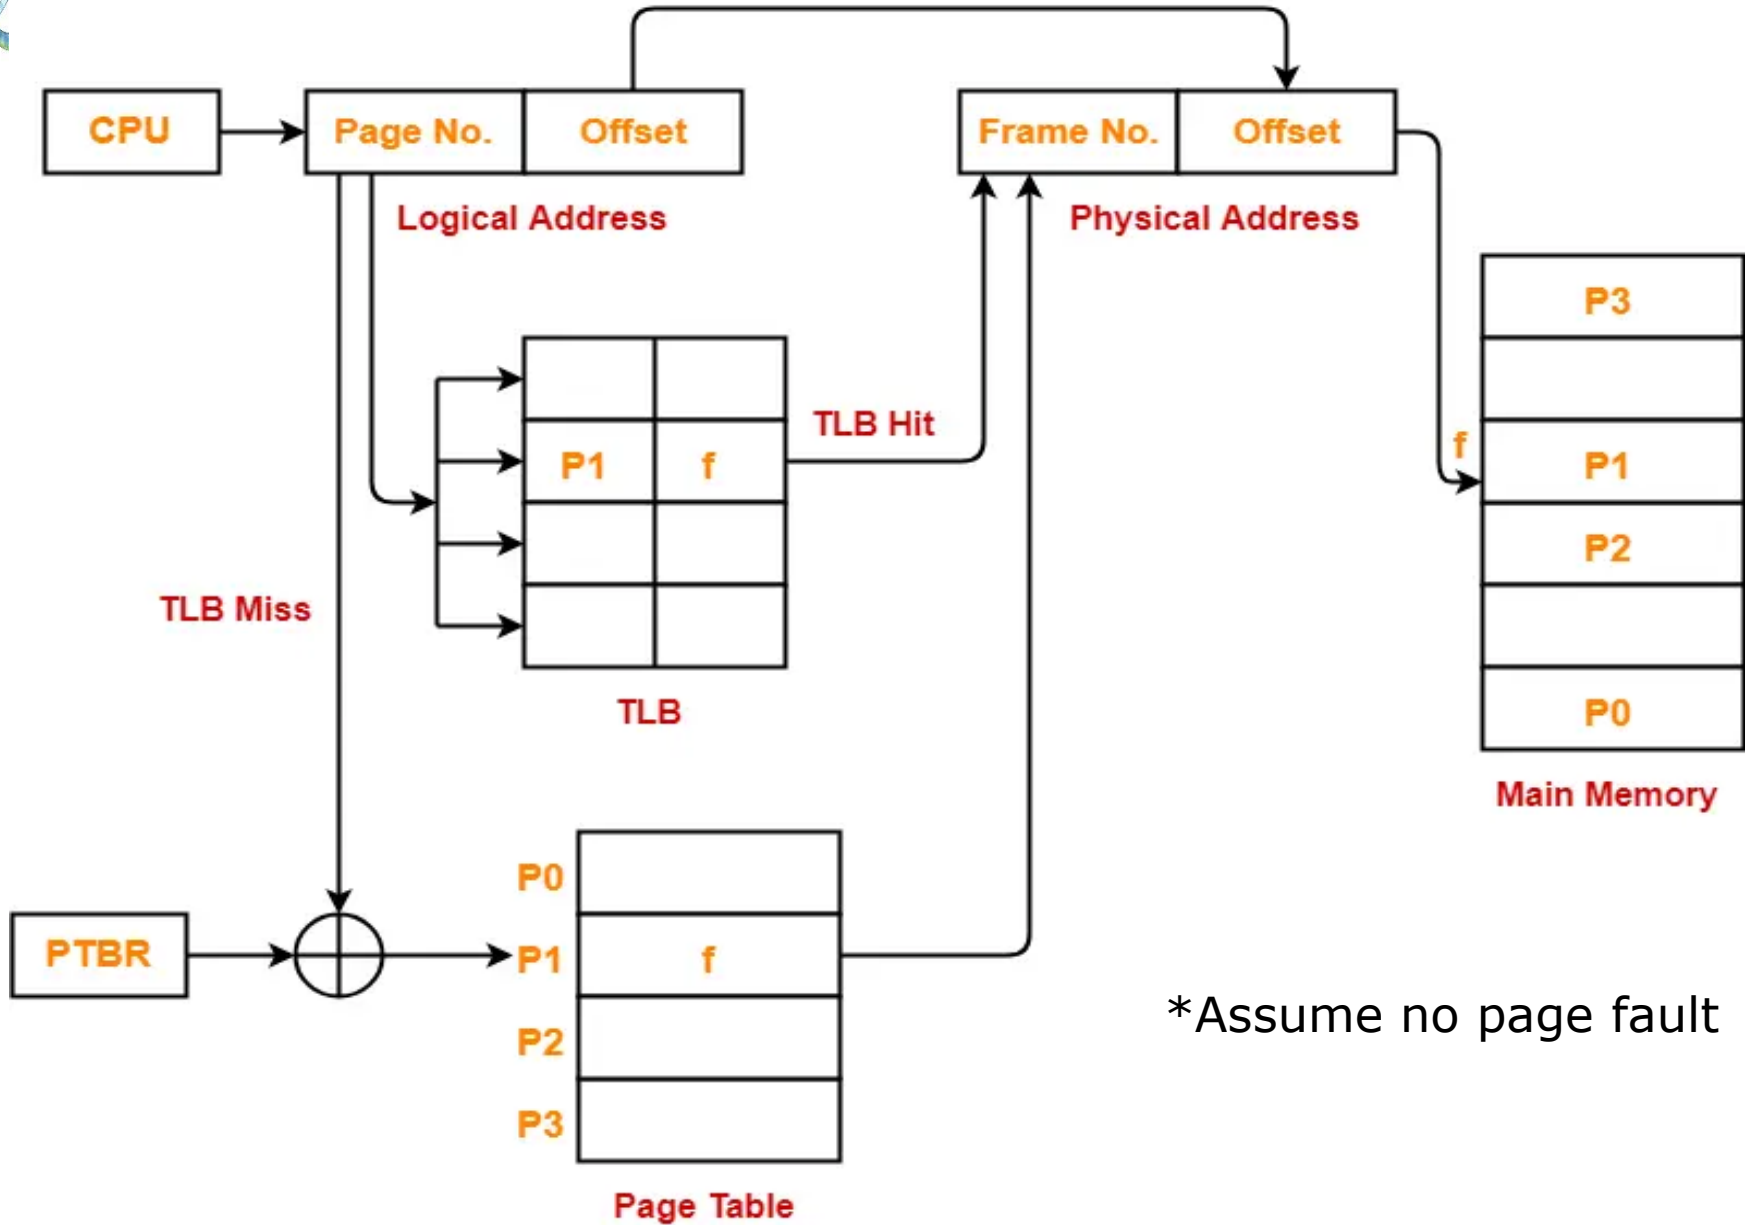 CPU
Page No.
Offset
Frame No.
Offset
Logical Address
Physical Address
P3
TLB Hit
f
P1
f
P1
P2
TLB Miss
TLB
P0
Main Memory
P0
PTBR
P1
f
*Assume no page fault
P2
P3
Page Table